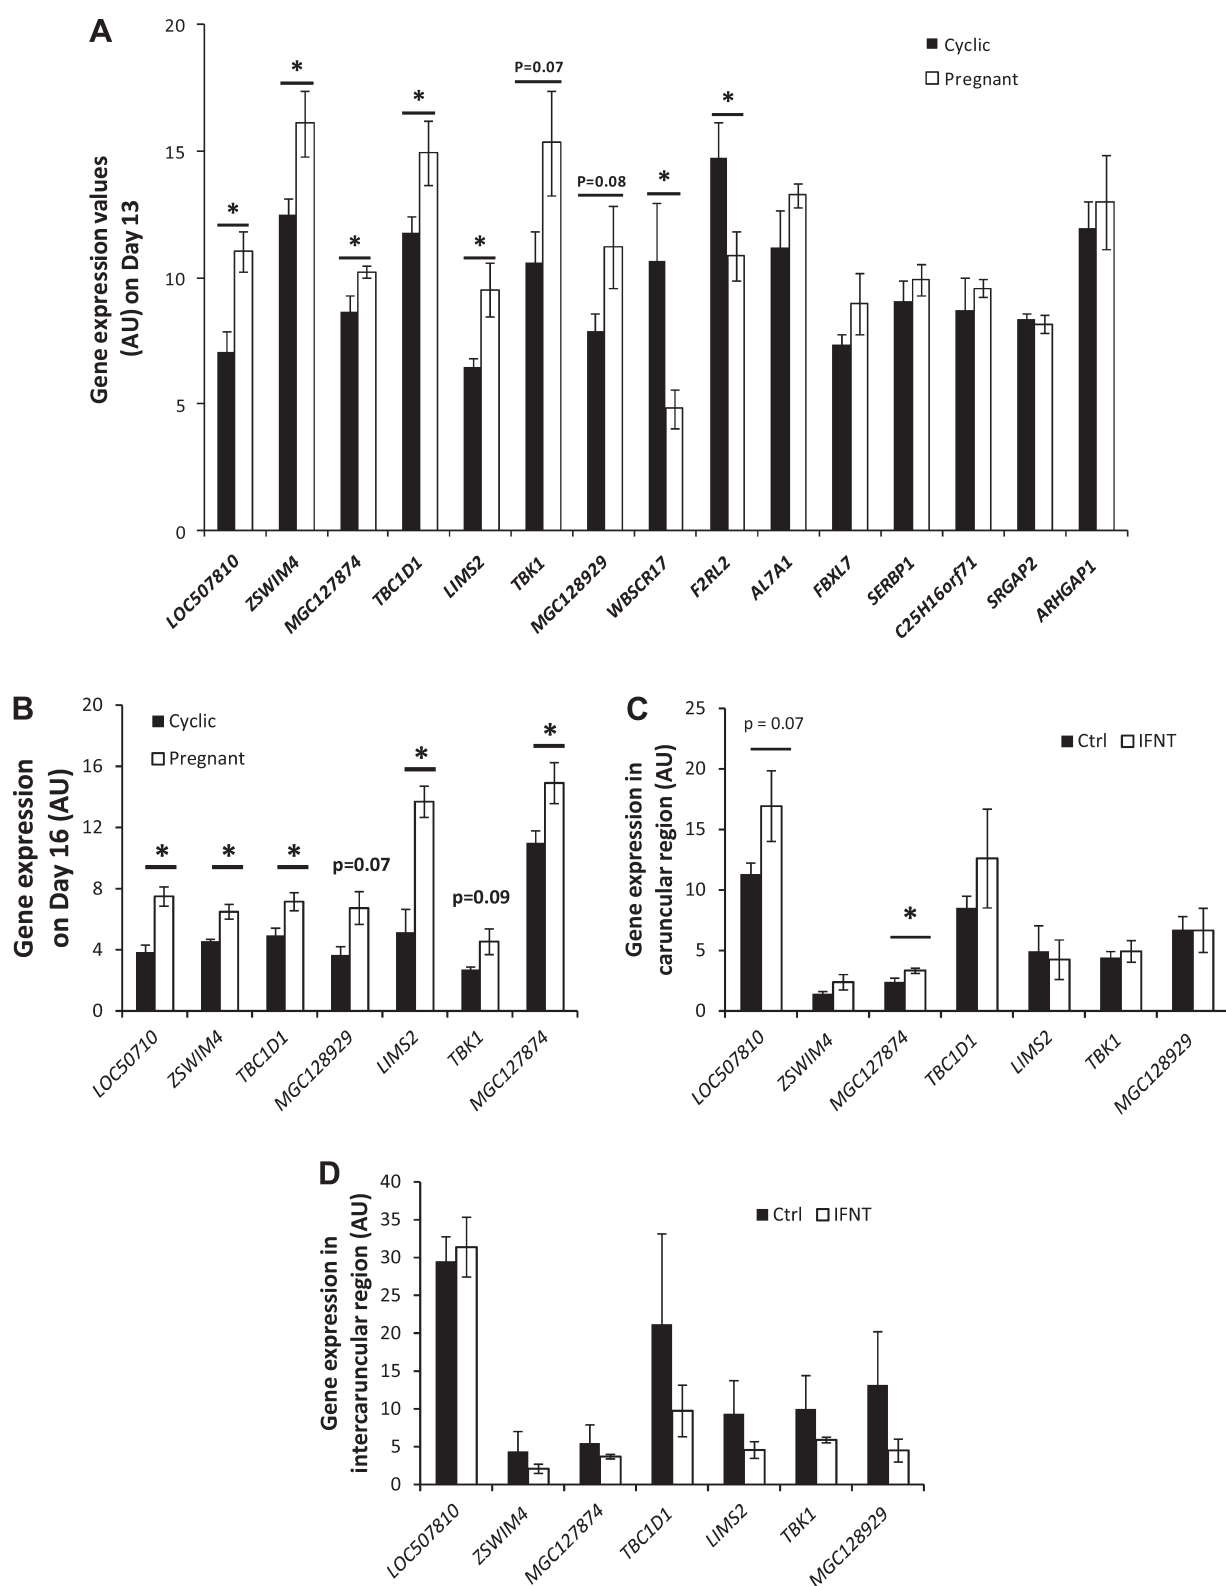 A
Gene expression values
(AU) on Day 13
20
15
10
5
0
Cyclic
Pregnant
*
*
*
*
*
P=0.07
P=0.08
*
*
LOC507810
ZSWIM4
MGC127874
TBC1D1
LIMS2
TBK1
MGC128929
WBSCR17
F2RL2
AL7A1
FBXL7
SERBP1
C25H16orf71
SRGAP2
ARHGAP1
B
Gene expression
on Day 16 (AU)
20
16
12
8
4
0
Cyclic
Pregnant
*
*
*
p=0.07
*
p=0.09
*
LOC50710
ZSWIM4
TBC1D1
MGC128929
LIMS2
TBK1
MGC127874
C
Gene expression in
caruncular region (AU)
25
20
15
10
5
0
p = 0.07
*
Ctrl
IFNT
LOC507810
ZSWIM4
MGC127874
TBC1D1
LIMS2
TBK1
MGC128929
D
Gene expression in
intercaruncular region (AU)
40
35
30
25
20
15
10
5
0
Ctrl
IFNT
LOC507810
ZSWIM4
MGC127874
TBC1D1
LIMS2
TBK1
MGC128929